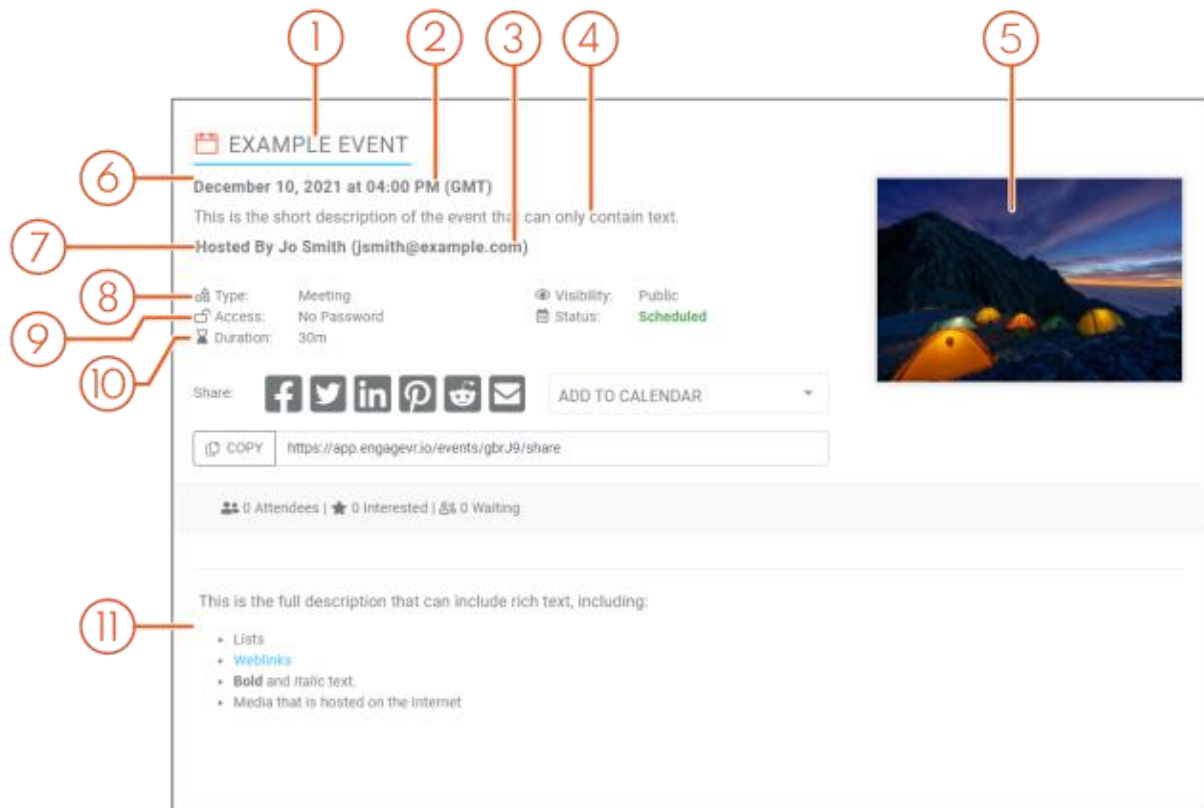 1 2 3 4 5
EXAMPLE EVENT
6
December 10, 2021 at 04:00 PM (GMT)
This is the short description of the event that can only contain text.
7
Hosted By Jo Smith (jsmith@example.com)
8
Type: Meeting Visibility: Public
9
Access: No Password Status: Scheduled
10
Duration: 30m
Share: ADD TO CALENDAR
COPY https://app.engagevr.io/events/gbrJ9/share
0 Attendees | 0 Interested | 0 Waiting
This is the full description that can include rich text, including:
11
• Lists
• Weblinks
• Bold and Italic text.
• Media that is hosted on the Internet